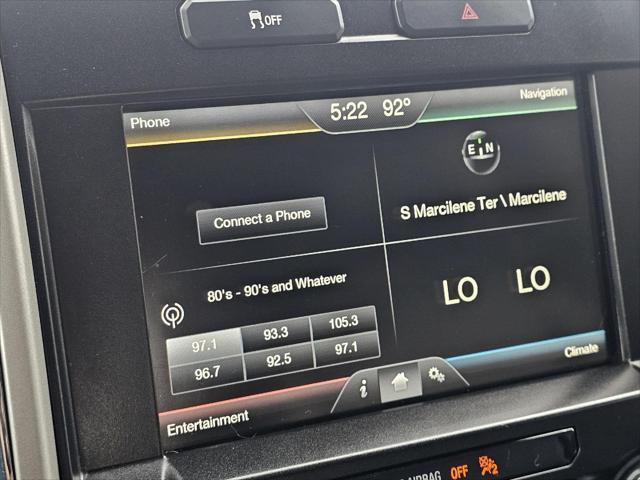 OFF
Phone
5:22 92°
Navigation
E N
Connect a Phone
S Marcilene Ter \ Marcilene
80's - 90's and Whatever
LO LO
97.1 93.3 105.3
96.7 92.5 97.1
Entertainment
i
Climate
AIRBAG OFF 2